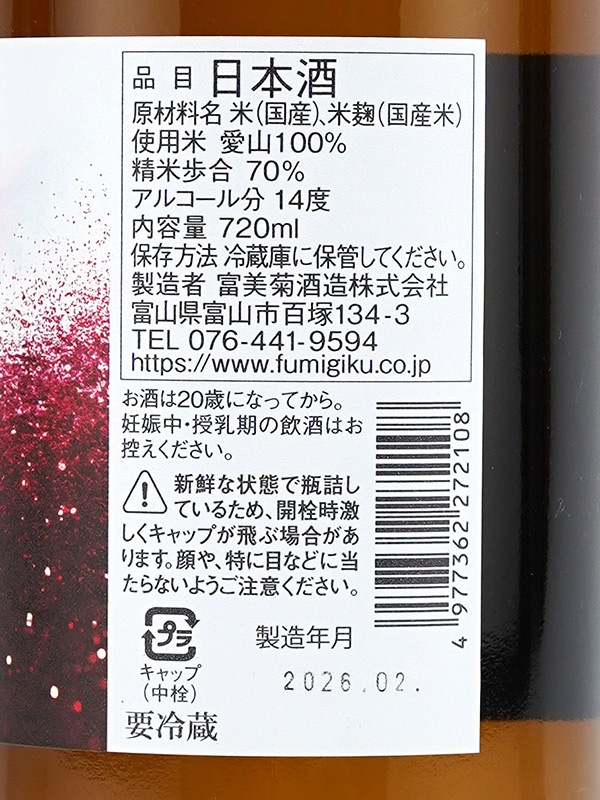 品目 日本酒
原材料名 米(国産)、米麹(国産米)
使用米 愛山100%
精米歩合 70%
アルコール分 14度
内容量 720ml
保存方法 冷蔵庫に保管してください。
製造者 富美菊酒造株式会社
富山県富山市百塚134-3
TEL 076-441-9594
https://www.fumigiku.co.jp
お酒は20歳になってから。
妊娠中・授乳期の飲酒はお
控えください。
新鮮な状態で瓶詰し
ているため、開栓時激
しくキャップが飛ぶ場合があ
ります。顔や、特に目などに当
たらないようご注意ください。
4977362272108
プラ
キャップ
(中栓)
製造年月
2026.02.
要冷蔵